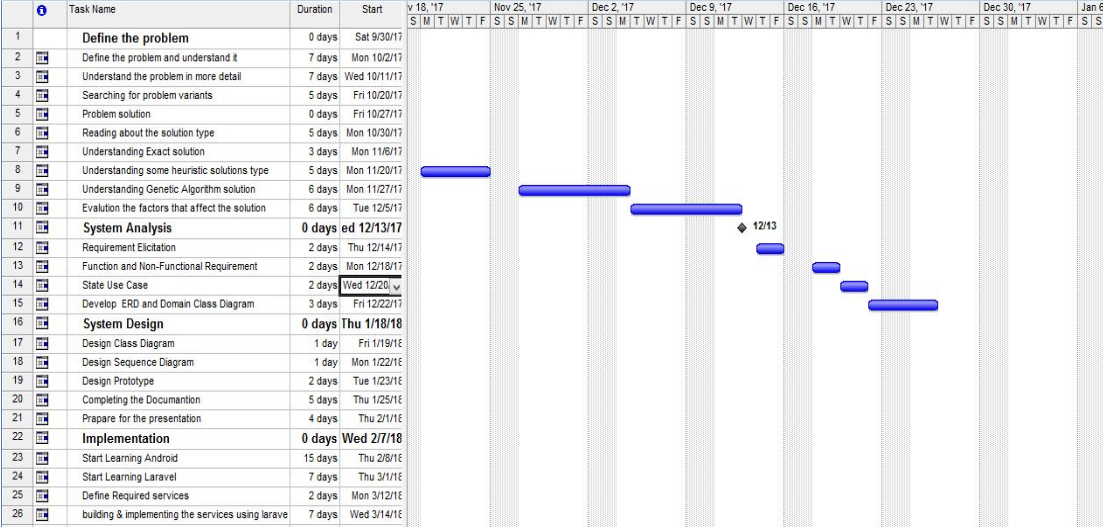 Task Name Duration Start v 18, '17 Nov 25, '17 Dec 2, '17 Dec 9, '17 Dec 16, '17 Dec 23, '17 Dec 30, '17 Jan 6
S M T W T F S S M T W T F S S M T W T F S S M T W T F S S M T W T F S S M T W T F S S M T W T F S S
1 Define the problem 0 days Sat 9/30/17
2 Define the problem and understand it 7 days Mon 10/2/17
3 Understand the problem in more detail 7 days Wed 10/11/17
4 Searching for problem variants 5 days Fri 10/20/17
5 Problem solution 0 days Fri 10/27/17
6 Reading about the solution type 5 days Mon 10/30/17
7 Understanding Exact solution 3 days Mon 11/6/17
8 Understanding some heuristic solutions type 5 days Mon 11/20/17
9 Understanding Genetic Algorithm solution 6 days Mon 11/27/17
10 Evalution the factors that affect the solution 6 days Tue 12/5/17
11 System Analysis 0 days ed 12/13/17 12/13
12 Requirement Elicitation 2 days Thu 12/14/17
13 Function and Non-Functional Requirement 2 days Mon 12/18/17
14 State Use Case 2 days Wed 12/20/
15 Develop ERD and Domain Class Diagram 3 days Fri 12/22/17
16 System Design 0 days Thu 1/18/18
17 Design Class Diagram 1 day Fri 1/19/18
18 Design Sequence Diagram 1 day Mon 1/22/18
19 Design Prototype 2 days Tue 1/23/18
20 Completing the Documantion 5 days Thu 1/25/18
21 Prapare for the presentation 4 days Thu 2/1/18
22 Implementation 0 days Wed 2/7/18
23 Start Learning Android 15 days Thu 2/8/18
24 Start Learning Laravel 7 days Thu 3/1/18
25 Define Required services 2 days Mon 3/12/18
26 building & implementing the services using larave 7 days Wed 3/14/18